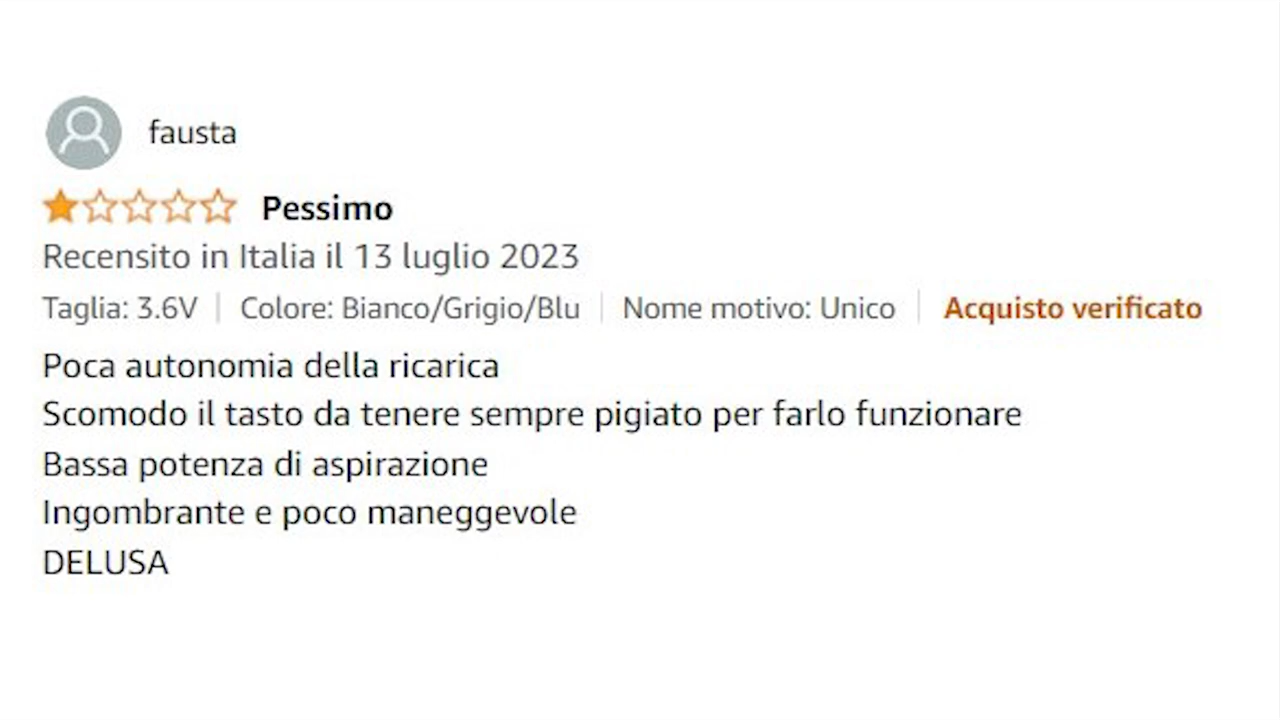 fausta
Pessimo
Recensito in Italia il 13 luglio 2023
Taglia: 3.6V | Colore: Bianco/Grigio/Blu | Nome motivo: Unico | Acquisto verificato
Poca autonomia della ricarica
Scomodo il tasto da tenere sempre pigiato per farlo funzionare
Bassa potenza di aspirazione
Ingombrante e poco maneggevole
DELUSA